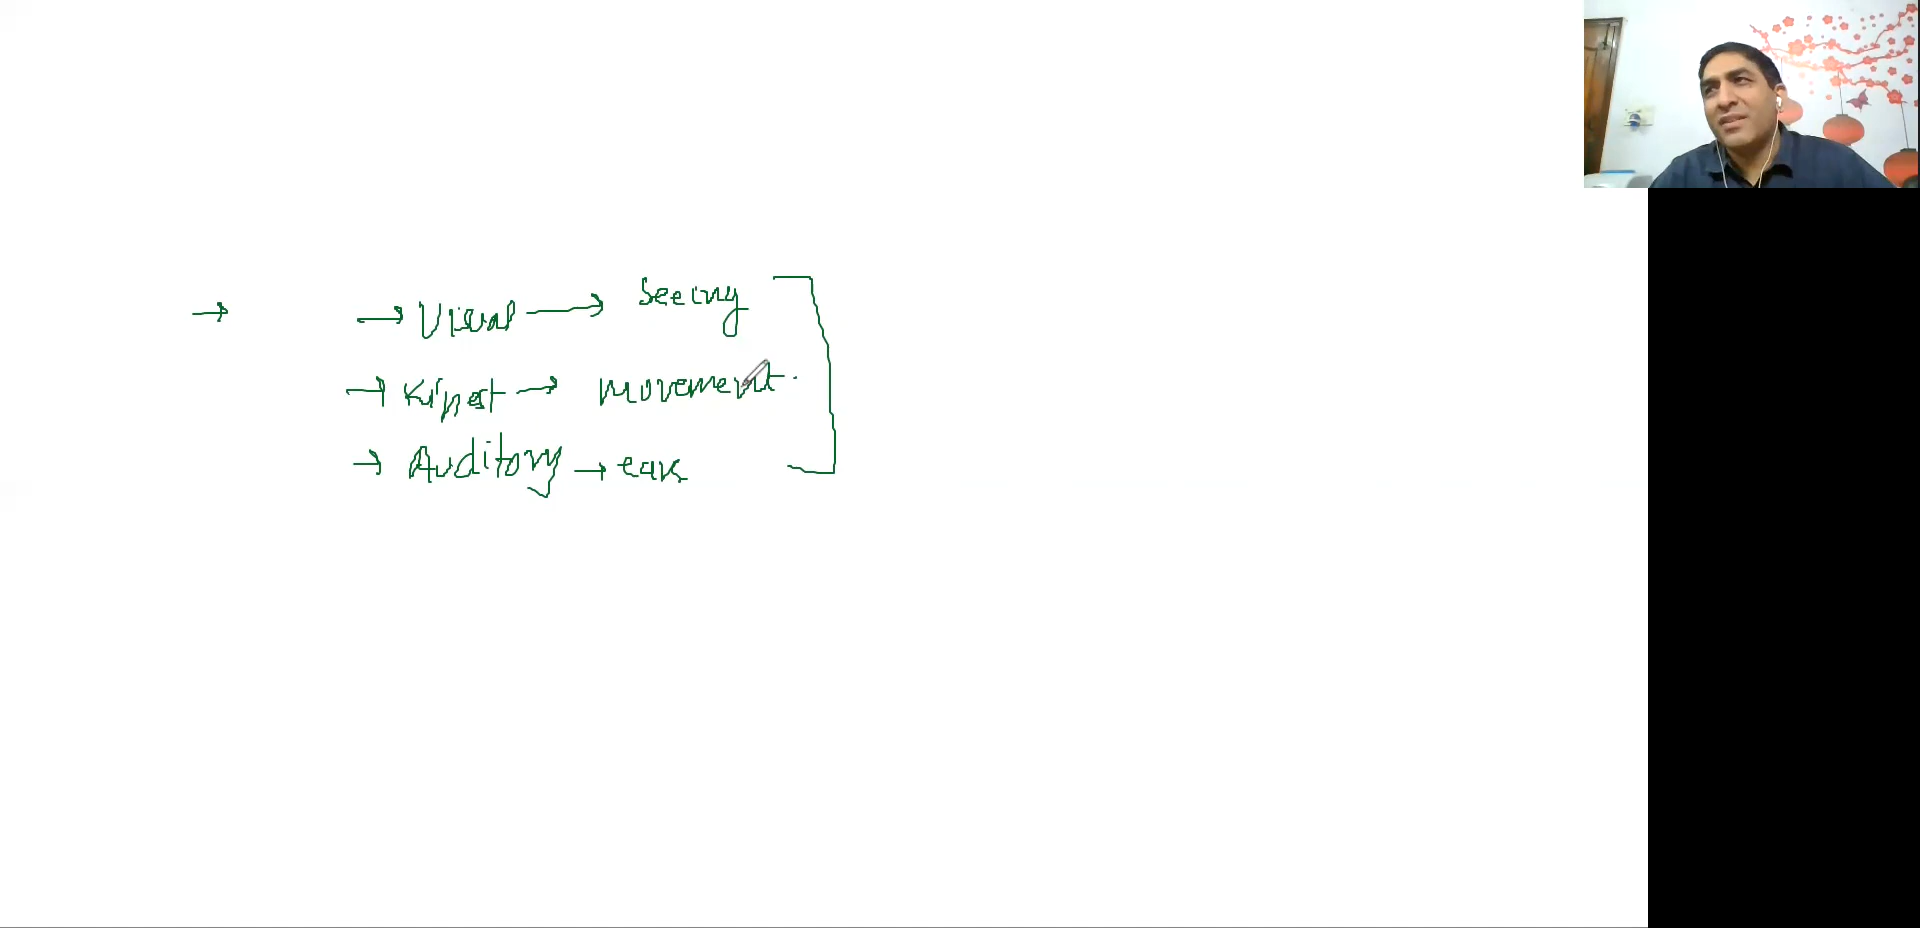 → → Visual → Seeing
→ Kinest → movement.
→ Auditory → ears